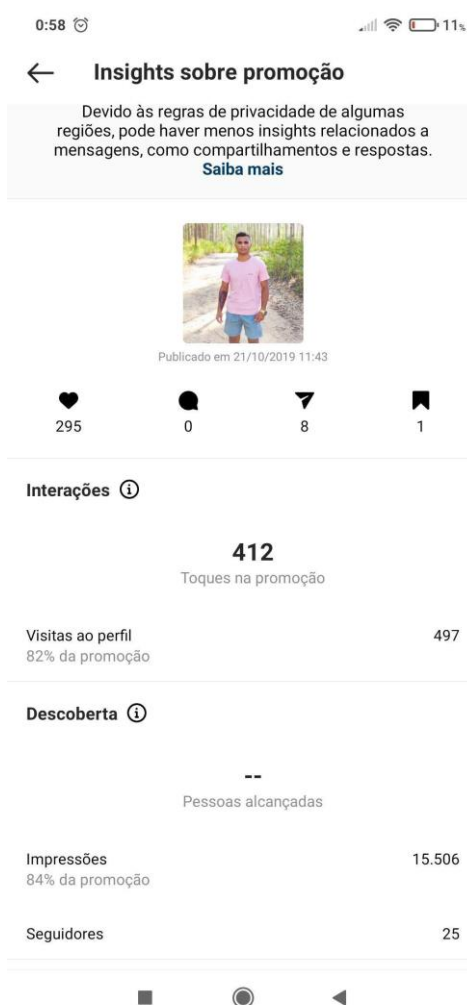 0:58
11%
Insights sobre promoção
Devido às regras de privacidade de algumas
regiões, pode haver menos insights relacionados a
mensagens, como compartilhamentos e respostas.
Saiba mais
Publicado em 21/10/2019 11:43
295
0
8
1
Interações
412
Toques na promoção
Visitas ao perfil
497
82% da promoção
Descoberta
--
Pessoas alcançadas
Impressões
15.506
84% da promoção
Seguidores
25